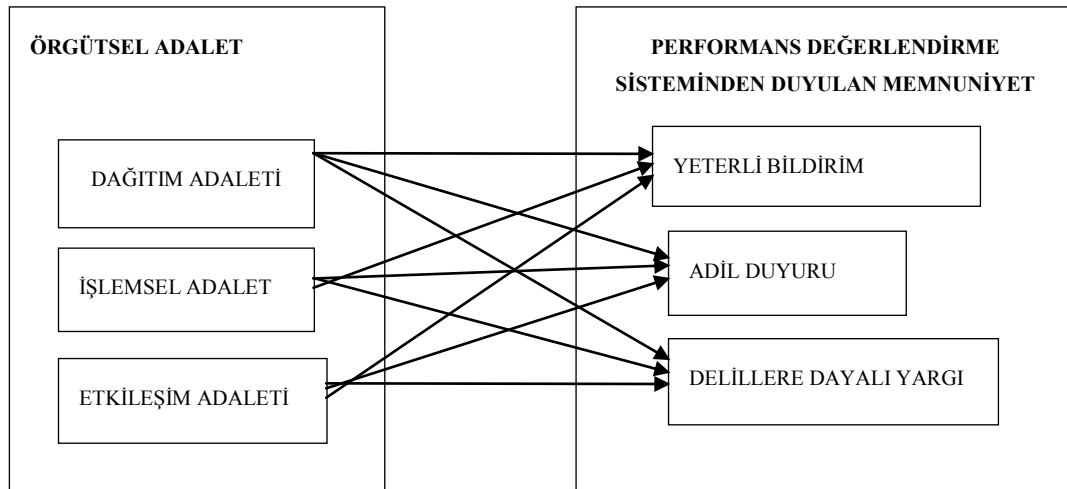 ÖRGÜTSEL ADALET
DAĞITIM ADALETİ
İŞLEMSEL ADALET
ETKİLEŞİM ADALETİ
PERFORMANS DEĞERLENDİRME
SİSTEMİNDEN DUYULAN MEMNUNİYET
YETERLİ BİLDİRİM
ADİL DUYURU
DELİLLERE DAYALI YARGI